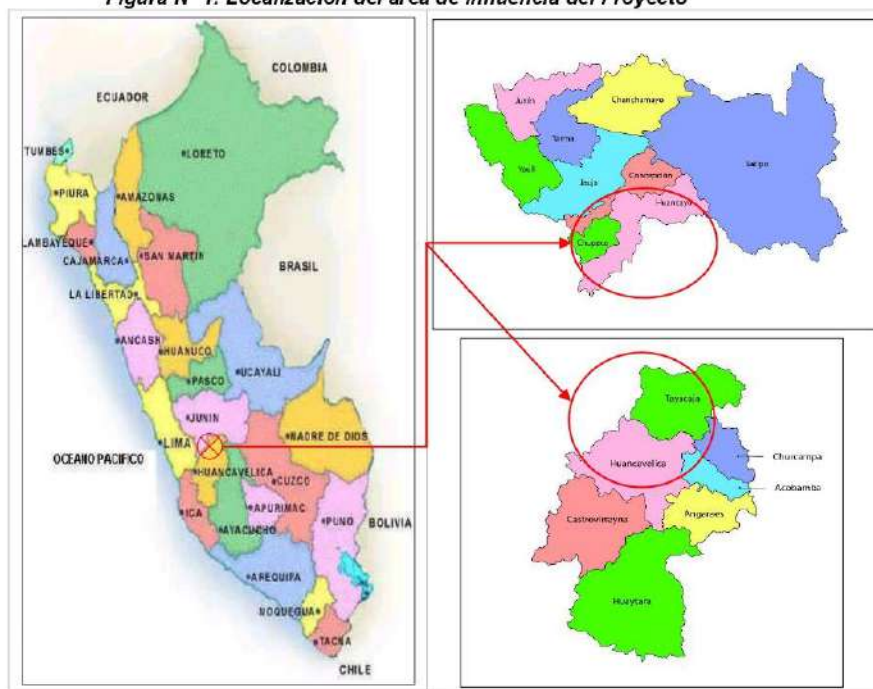 Figura N° 1: Localización del área de influencia del Proyecto
COLOMBIA
ECUADOR
TUMBES
LORETO
PIURA
AMAZONAS
LAMBAYEQUE
CAJAMARCA
SAN MARTIN
BRASIL
LA LIBERTAD
ANCASH
HUANUCO
UCAYALI
PASCO
JUNIN
LIMA
MADRE DE DIOS
OCEANO PACIFICO
HUANCAVELICA
CUZCO
ICA
APURIMAC
PUNO
AYACUCHO
BOLIVIA
AREQUIPA
MOQUEGUA
TACNA
CHILE
Junín
Chanchamayo
Tarma
Satipo
Yauli
Jauja
Concepción
Huancayo
Chupaca
Tayacaja
Huancavelica
Churcampa
Acobamba
Castrovirreyna
Angaraes
Huaytara